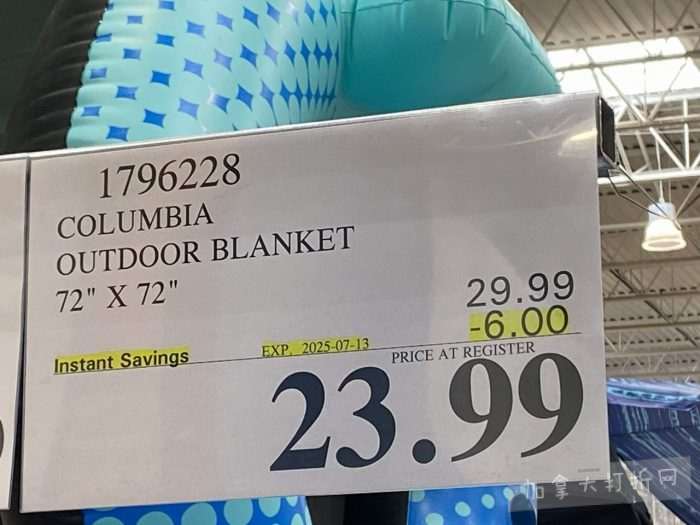 1796228
COLUMBIA
OUTDOOR BLANKET
72" X 72"
29.99
-6.00
Instant Savings
EXP. 2025-07-13
PRICE AT REGISTER
23.99
加拿大打折网